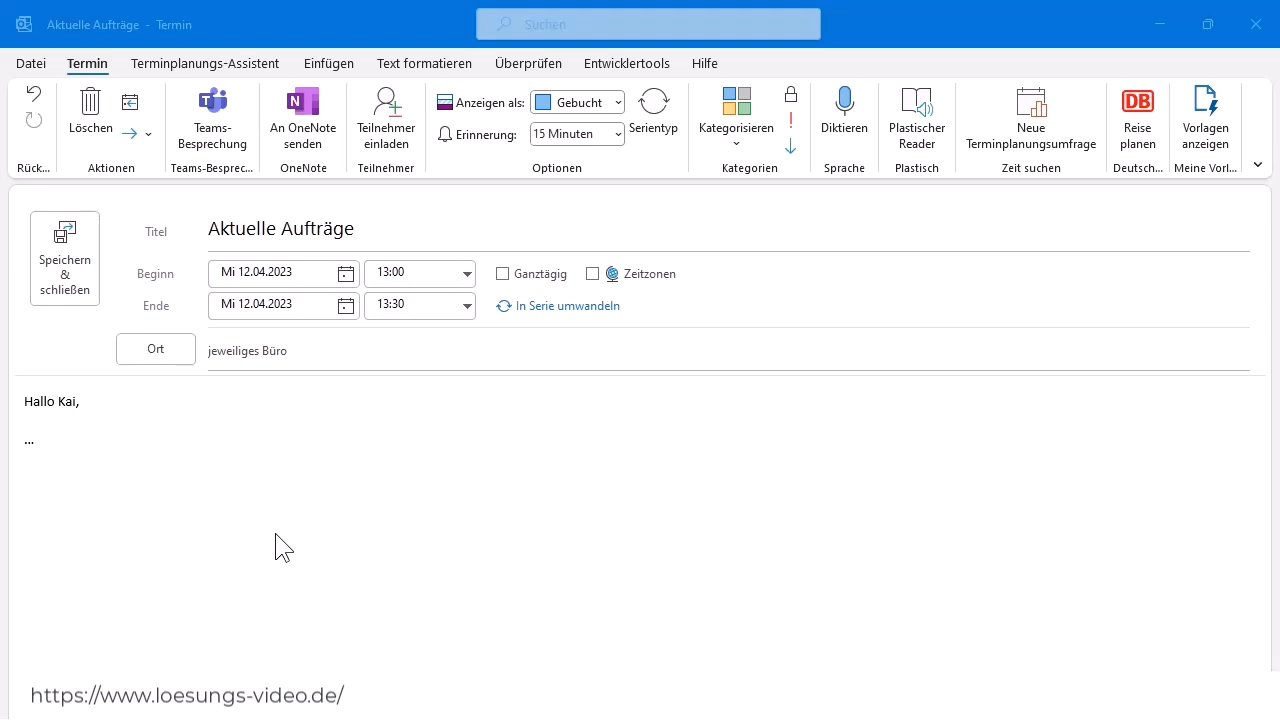 Aktuelle Aufträge - Termin
Suchen
Datei Termin Terminplanungs-Assistent Einfügen Text formatieren Überprüfen Entwicklertools Hilfe
Löschen
Teams-
Besprechung
An OneNote
senden
Teilnehmer
einladen
Anzeigen als: Gebucht
Erinnerung: 15 Minuten
Serientyp
Kategorisieren
Diktieren
Plastischer
Reader
Neue
Terminplanungsumfrage
DB
Reise
planen
Vorlagen
anzeigen
Rück... Aktionen Teams-Besprec... OneNote Teilnehmer Optionen Kategorien Sprache Plastisch Zeit suchen Deutsch... Meine Vorl...
Speichern
&
schließen
Titel Aktuelle Aufträge
Beginn Mi 12.04.2023 13:00 Ganztägig Zeitzonen
Ende Mi 12.04.2023 13:30 In Serie umwandeln
Ort jeweiliges Büro
Hallo Kai,
...
https://www.loesungs-video.de/